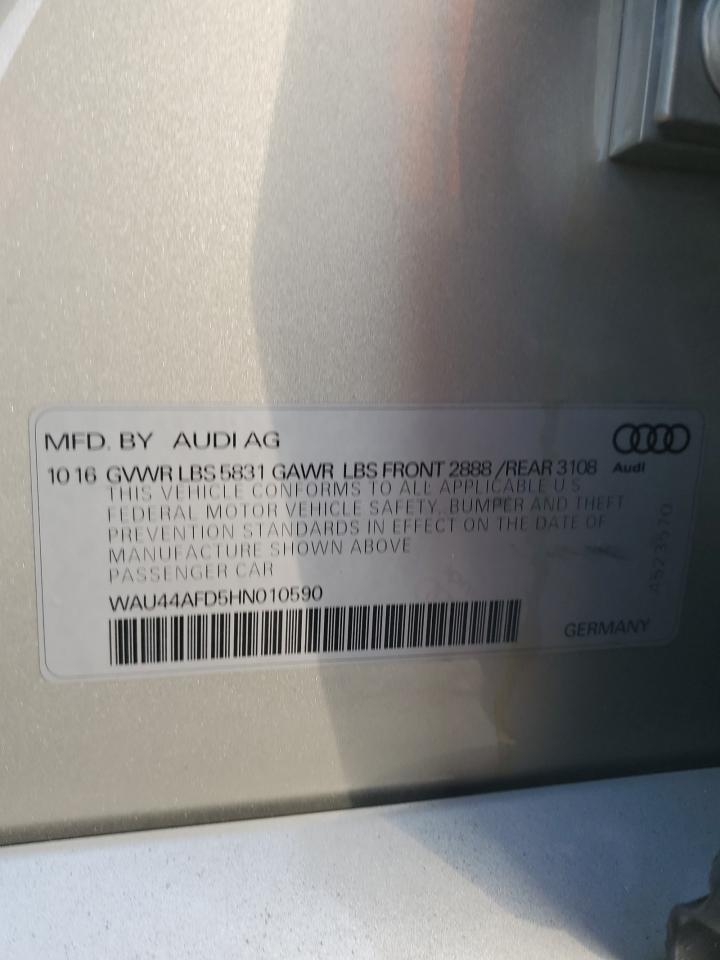 MFD. BY AUDI AG
10 16 GVWR LBS 5831 GAWR LBS FRONT 2888 /REAR 3108
Audi
THIS VEHICLE CONFORMS TO ALL APPLICABLE U S
FEDERAL MOTOR VEHICLE SAFETY, BUMPER AND THEFT
PREVENTION STANDARDS IN EFFECT ON THE DATE OF
MANUFACTURE SHOWN ABOVE
PASSENGER CAR
WAU44AFD5HN010590
GERMANY
A523570